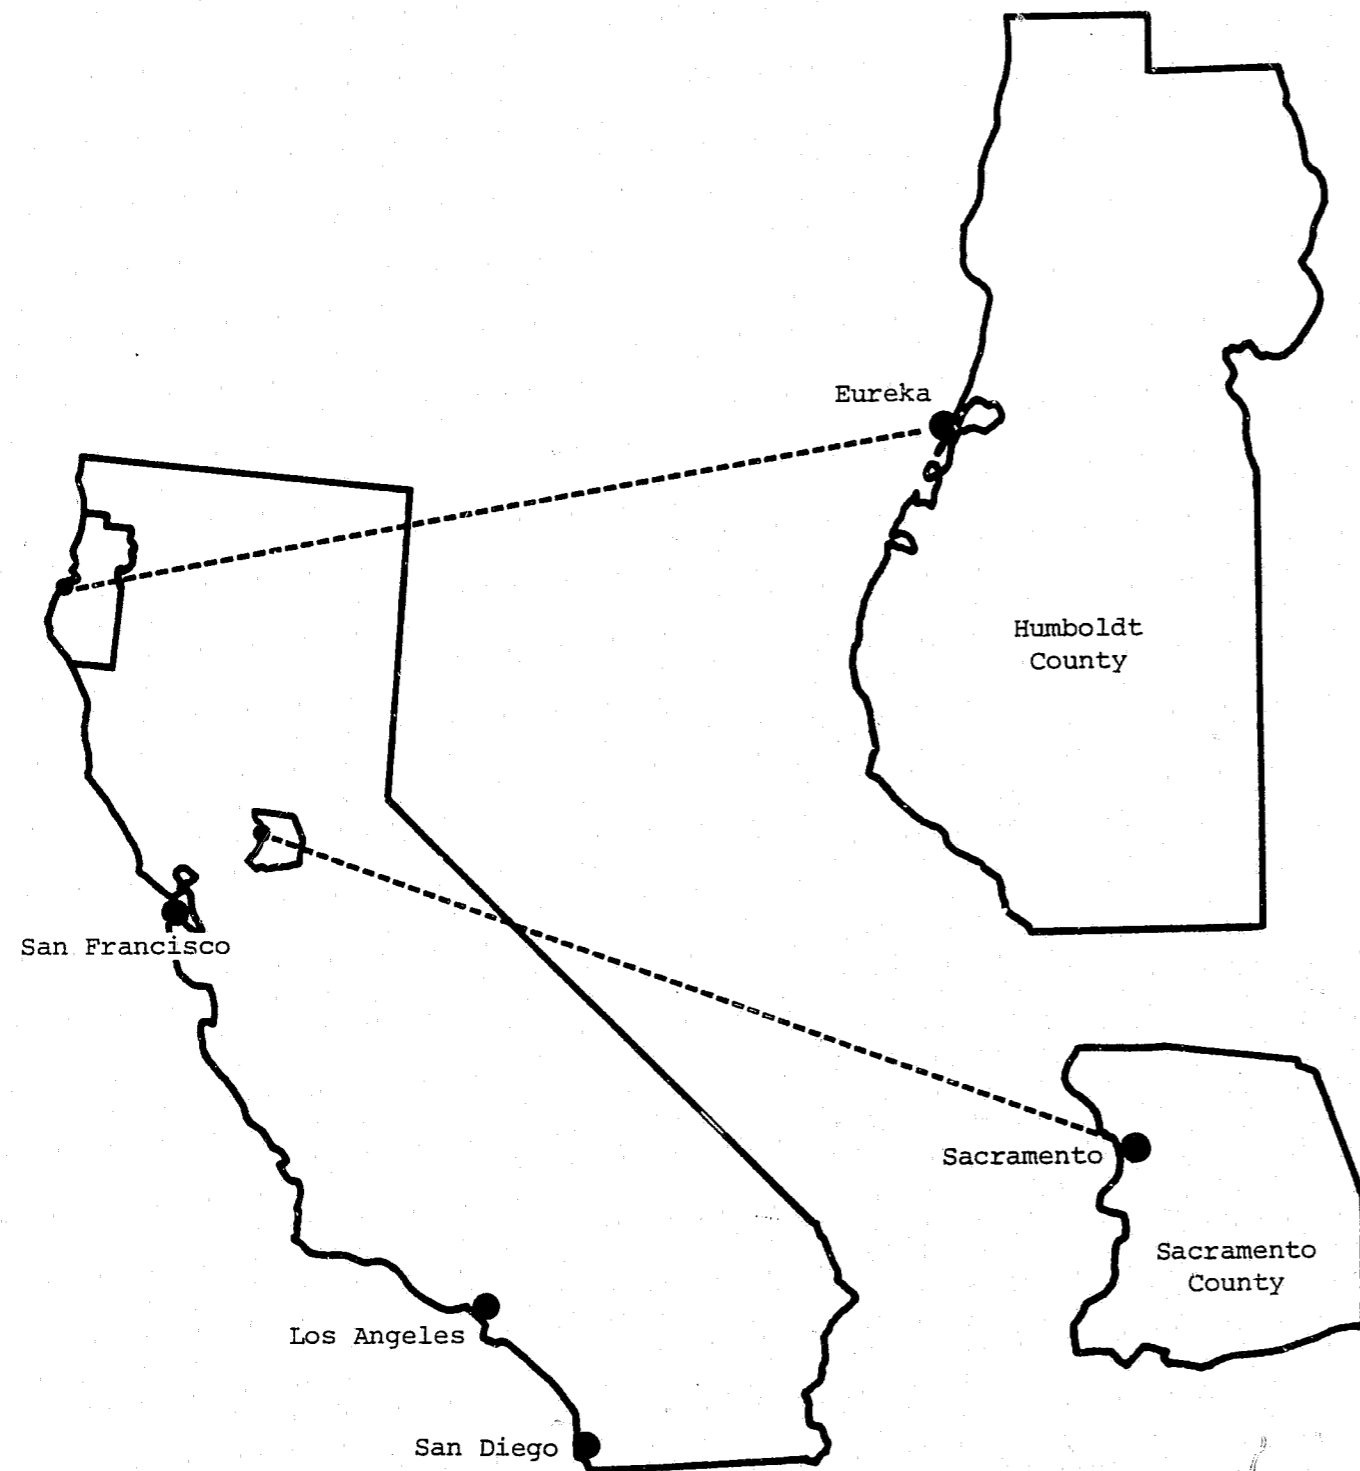 Eureka
Humboldt
County
San Francisco
Sacramento
Sacramento
County
Los Angeles
San Diego